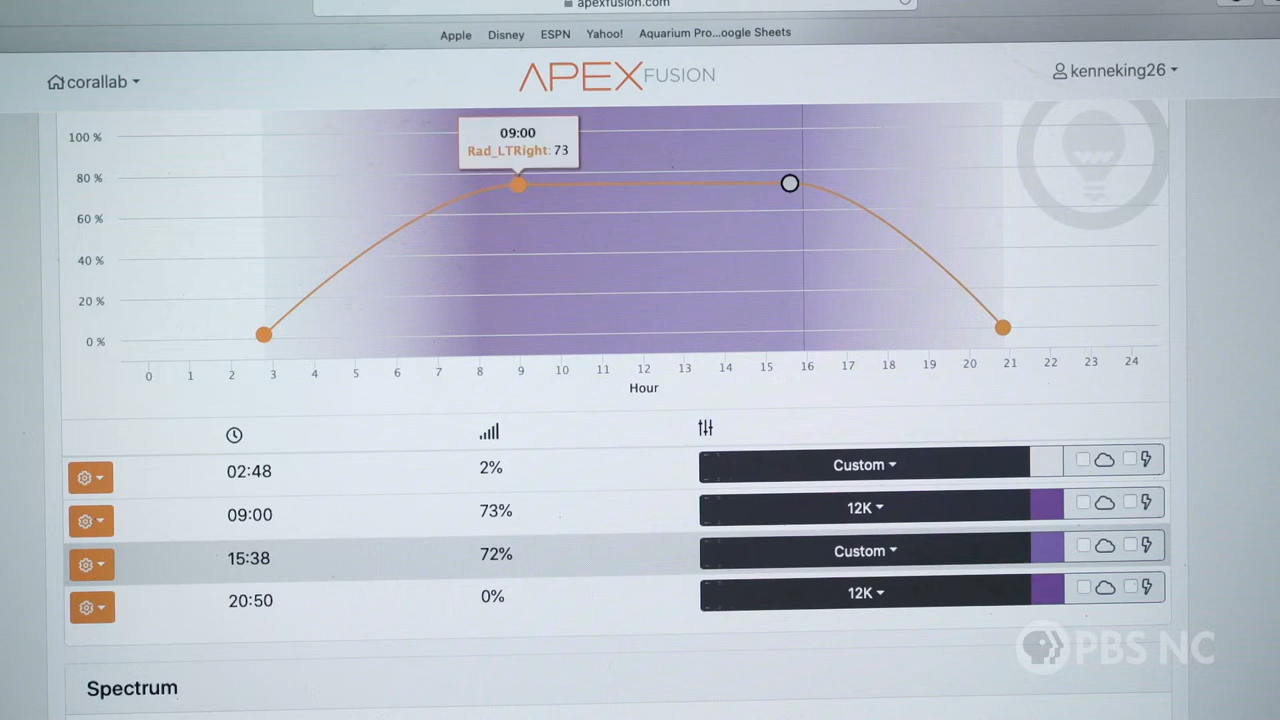 apexfusion.com
Apple Disney ESPN Yahoo! Aquarium Pro...oogle Sheets
corallab
APEX FUSION
kenneking26
100 %
80 %
60 %
40 %
20 %
0 %
09:00
Rad_LTRight: 73
0 1 2 3 4 5 6 7 8 9 10 11 12 13 14 15 16 17 18 19 20 21 22 23 24
Hour
02:48 2% Custom
09:00 73% 12K
15:38 72% Custom
20:50 0% 12K
PBS NC
Spectrum